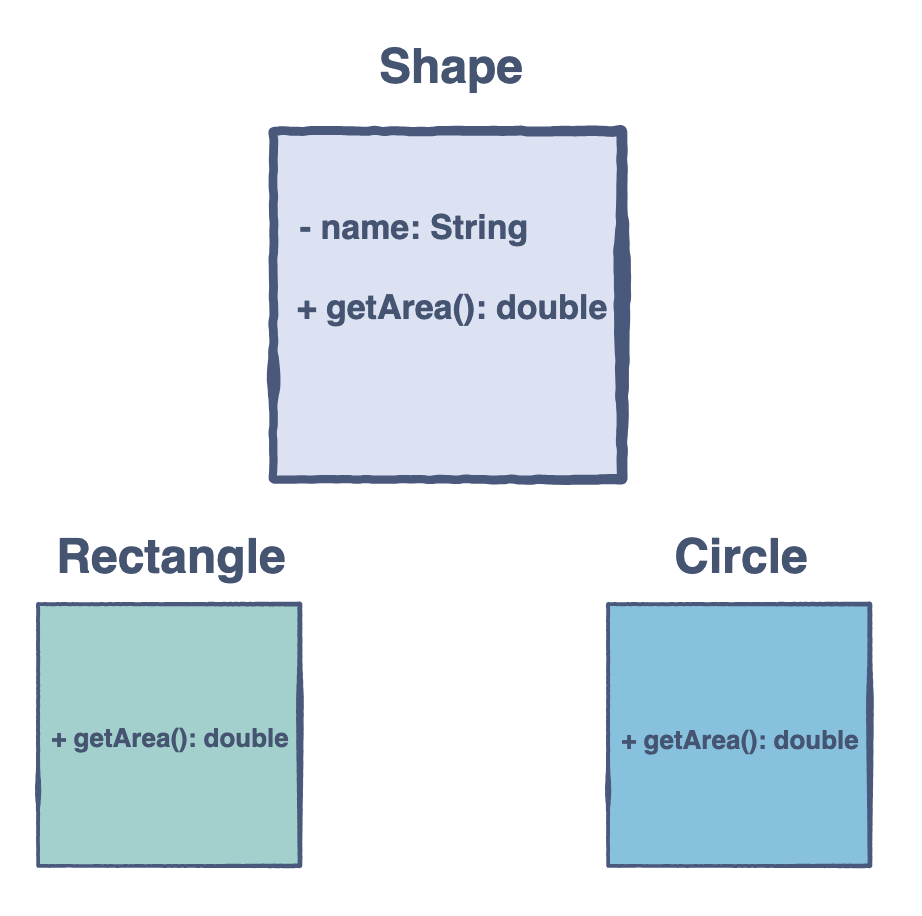 Shape
- name: String
+ getArea(): double
Rectangle
Circle
+ getArea(): double
+ getArea(): double